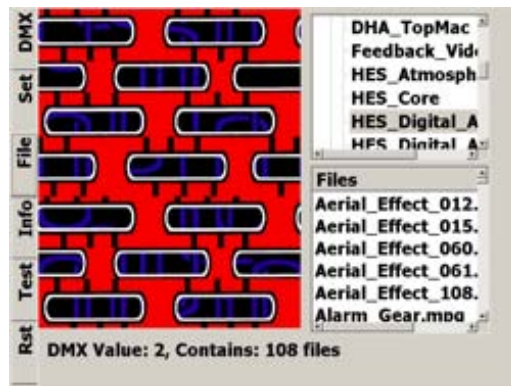 DMX
Set
File
Info
Test
Rst
DHA_TopMac
Feedback_Vid
HES_Atmosph
HES_Core
HES_Digital_A
HES_Digital_A
Files
Aerial_Effect_012.
Aerial_Effect_015.
Aerial_Effect_060.
Aerial_Effect_061.
Aerial_Effect_108.
Alarm_Gear.mpg
DMX Value: 2, Contains: 108 files